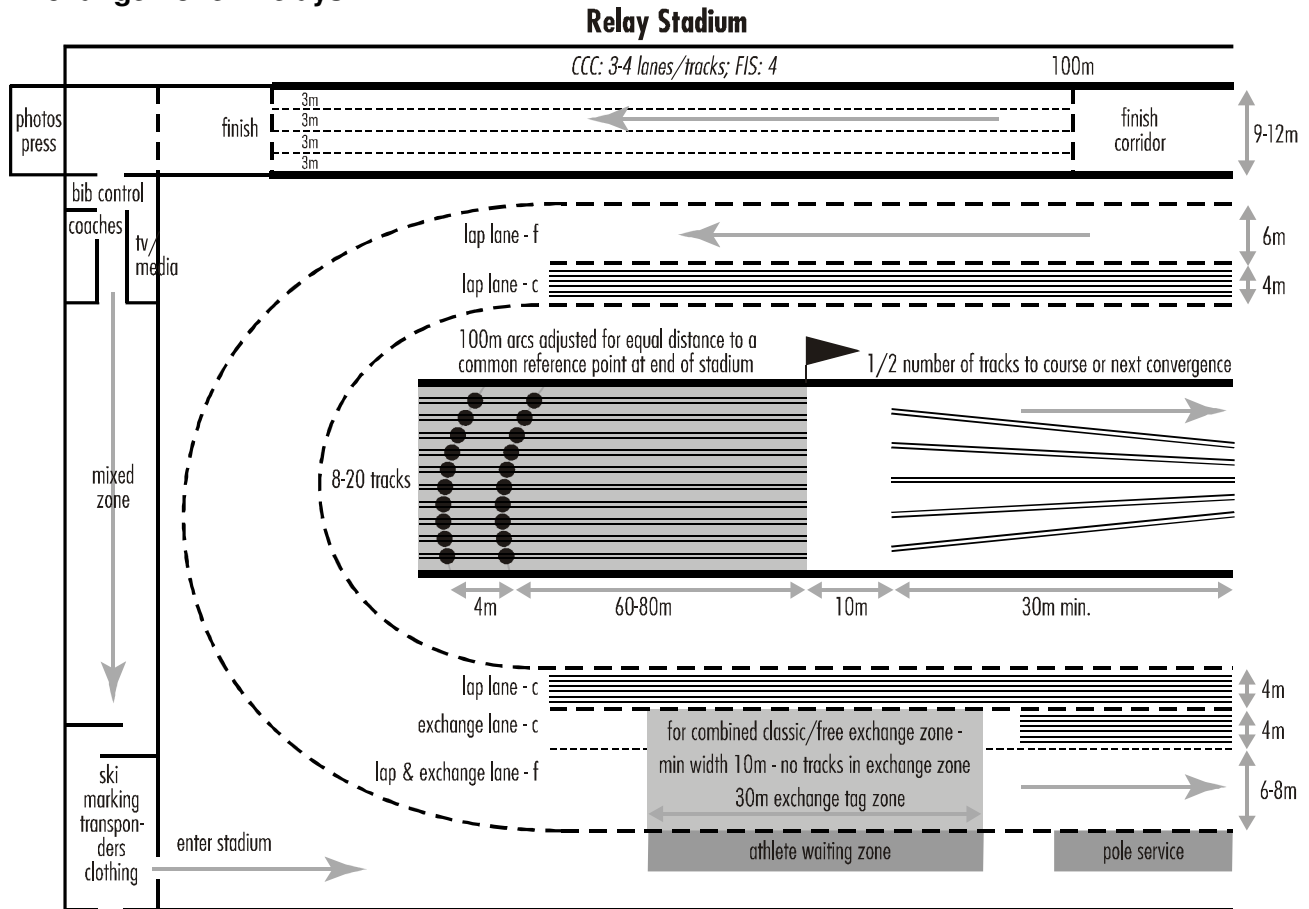 Relay Stadium
CCC: 3-4 lanes/tracks; FIS: 4
100m
photos
press
finish
3m
3m
3m
3m
finish
corridor
9-12m
bib control
coaches
tv/
media
lap lane - f
6m
lap lane - c
4m
100m arcs adjusted for equal distance to a
common reference point at end of stadium
1/2 number of tracks to course or next convergence
mixed
zone
8-20 tracks
4m
60-80m
10m
30m min.
lap lane - c
4m
exchange lane - c
4m
for combined classic/free exchange zone -
min width 10m - no tracks in exchange zone
30m exchange tag zone
lap & exchange lane - f
6-8m
ski
marking
transpon-
ders
clothing
enter stadium
athlete waiting zone
pole service